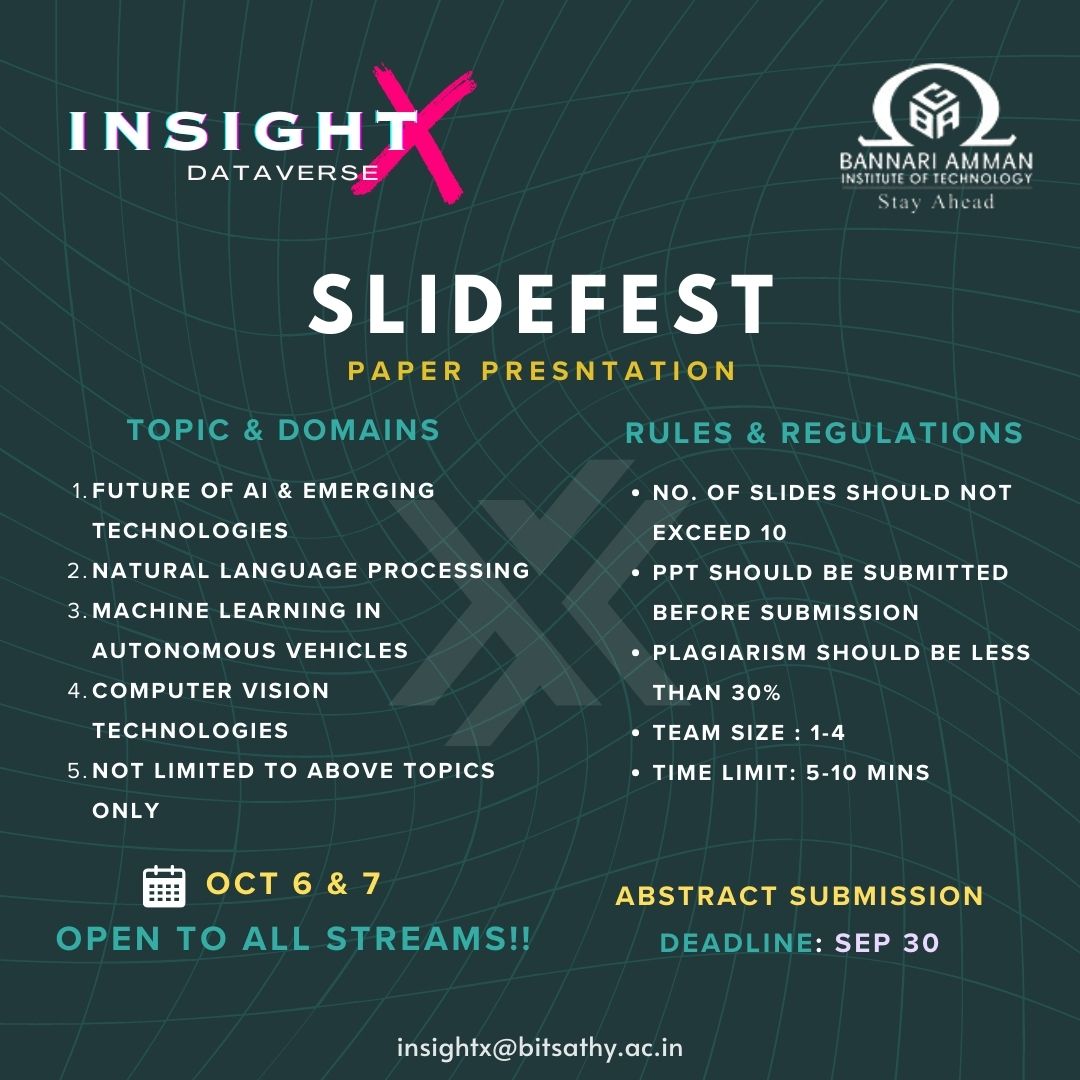 INSIGHTX
DATAVERSE
GBA
BANNARI AMMAN
INSTITUTE OF TECHNOLOGY
Stay Ahead
SLIDEFEST
PAPER PRESNTATION
TOPIC & DOMAINS
1. FUTURE OF AI & EMERGING
TECHNOLOGIES
2. NATURAL LANGUAGE PROCESSING
3. MACHINE LEARNING IN
AUTONOMOUS VEHICLES
4. COMPUTER VISION
TECHNOLOGIES
5. NOT LIMITED TO ABOVE TOPICS
ONLY
RULES & REGULATIONS
• NO. OF SLIDES SHOULD NOT
EXCEED 10
• PPT SHOULD BE SUBMITTED
BEFORE SUBMISSION
• PLAGIARISM SHOULD BE LESS
THAN 30%
• TEAM SIZE : 1-4
• TIME LIMIT: 5-10 MINS
OCT 6 & 7
OPEN TO ALL STREAMS!!
ABSTRACT SUBMISSION
DEADLINE: SEP 30
insightx@bitsathy.ac.in